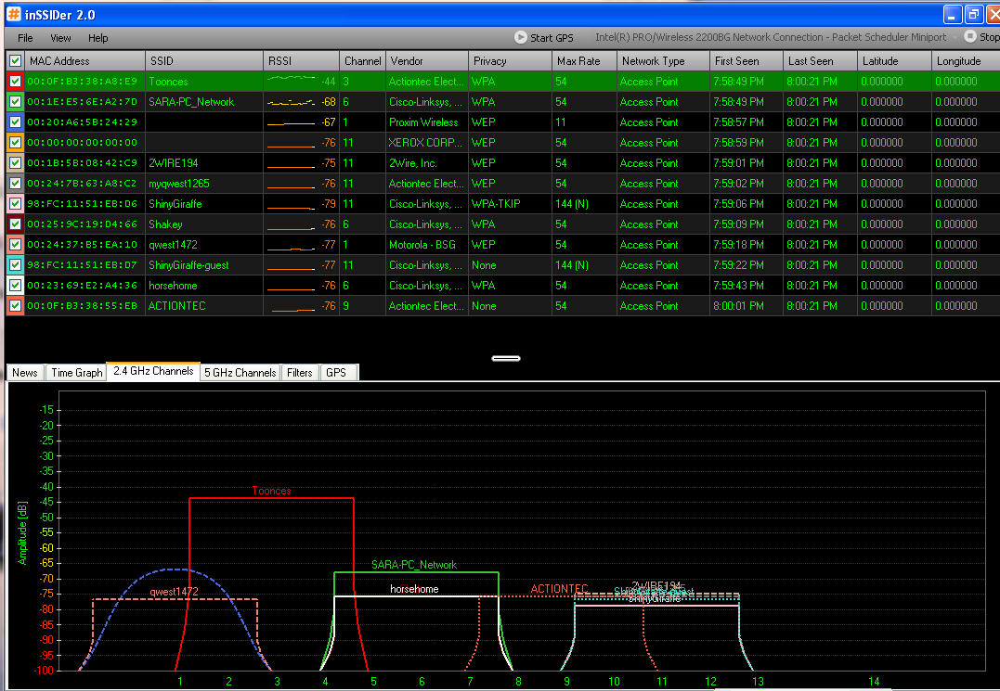 inSSIDer 2.0
File View Help Start GPS Intel(R) PRO/Wireless 2200BG Network Connection - Packet Scheduler Miniport Stop
MAC Address SSID RSSI Channel Vendor Privacy Max Rate Network Type First Seen Last Seen Latitude Longitude
00:0F:B3:38:A8:E9 Toonces -44 3 Actiontec Elect... WPA 54 Access Point 7:58:49 PM 8:00:21 PM 0.000000 0.000000
00:1E:E5:6E:A2:7D SARA-PC_Network -68 6 Cisco-Linksys, ... WPA 54 Access Point 7:58:49 PM 8:00:21 PM 0.000000 0.000000
00:20:A6:5B:24:29 -67 1 Proxim Wireless WEP 11 Access Point 7:58:57 PM 8:00:21 PM 0.000000 0.000000
00:00:00:00:00:00 -76 11 XEROX CORP... WEP 54 Access Point 7:58:59 PM 8:00:21 PM 0.000000 0.000000
00:1B:5B:08:42:C9 2WIRE194 -75 11 2Wire, Inc. WEP 54 Access Point 7:59:01 PM 8:00:21 PM 0.000000 0.000000
00:24:7B:63:A8:C2 myqwest1265 -76 11 Actiontec Elect... WEP 54 Access Point 7:59:02 PM 8:00:21 PM 0.000000 0.000000
98:FC:11:51:EB:D6 ShinyGiraffe -79 11 Cisco-Linksys, ... WPA-TKIP 144 (N) Access Point 7:59:06 PM 8:00:21 PM 0.000000 0.000000
00:25:9C:19:D4:66 Shakey -76 6 Cisco-Linksys, ... WPA 54 Access Point 7:59:09 PM 8:00:21 PM 0.000000 0.000000
00:24:37:B5:EA:10 qwest1472 -77 1 Motorola - BSG WEP 54 Access Point 7:59:18 PM 8:00:21 PM 0.000000 0.000000
98:FC:11:51:EB:D7 ShinyGiraffe-guest -77 11 Cisco-Linksys, ... None 144 (N) Access Point 7:59:22 PM 8:00:21 PM 0.000000 0.000000
00:23:69:E2:A4:36 horsehome -76 6 Cisco-Linksys, ... WPA 54 Access Point 7:59:43 PM 8:00:21 PM 0.000000 0.000000
00:0F:B3:38:55:EB ACTIONTEC -76 9 Actiontec Elect... None 54 Access Point 8:00:01 PM 8:00:21 PM 0.000000 0.000000
News Time Graph 2.4 GHz Channels 5 GHz Channels Filters GPS
-15
-20
-25
-30
-35
-40
Toonces
-45
-50
-55
Amplitude [dB]
-60
-65
SARA-PC_Network
-70
qwest1472 horsehome ACTIONTEC 2WIRE194
-75
ShinyGiraffe
-80
-85
-90
-95
-100
1 2 3 4 5 6 7 8 9 10 11 12 13 14